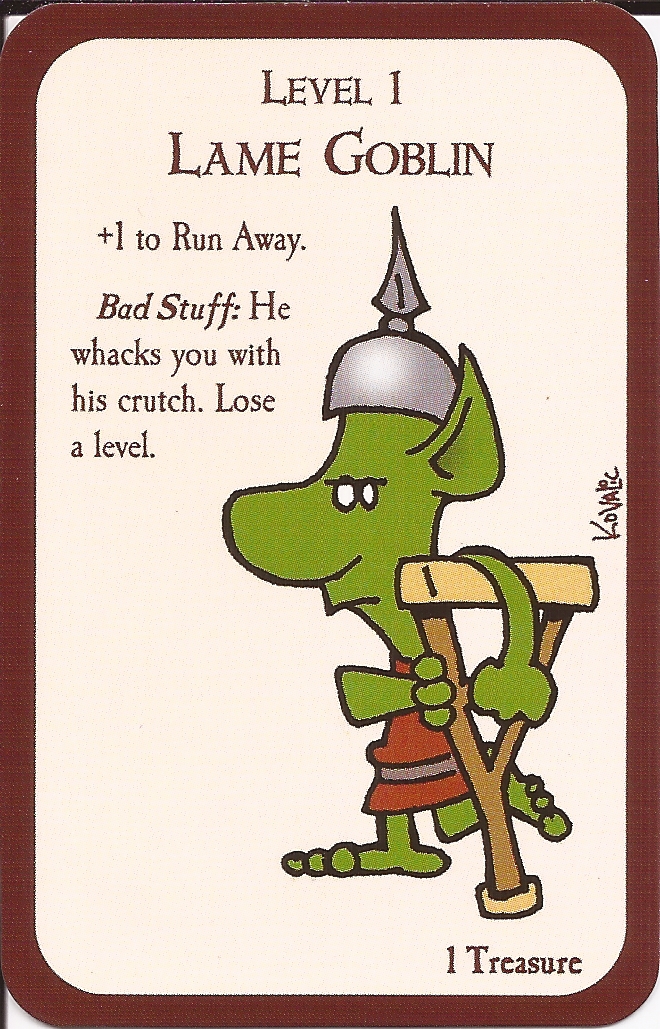 LEVEL 1
LAME GOBLIN
+1 to Run Away.
Bad Stuff: He
whacks you with
his crutch. Lose
a level.
KOVALIC
1 Treasure